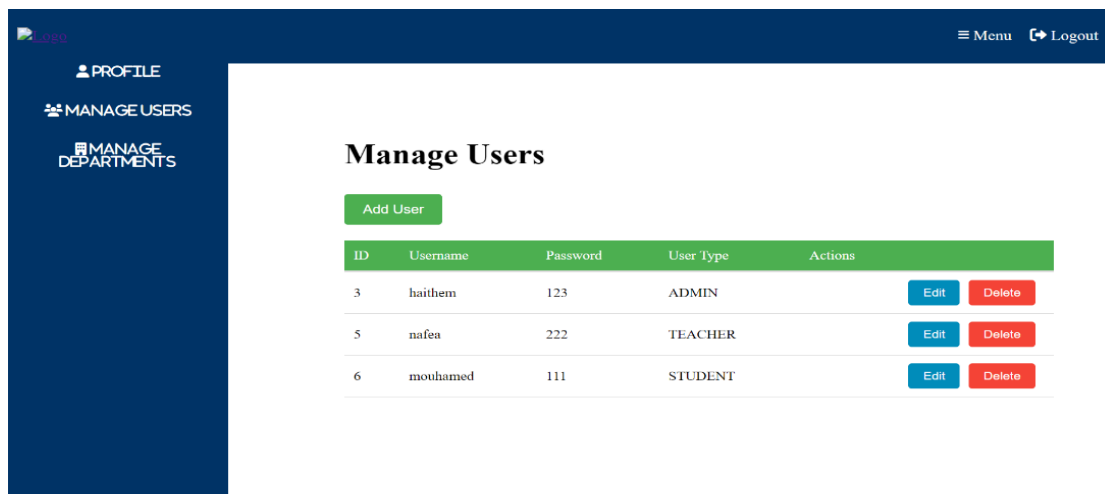 Logo
Menu Logout
PROFILE
MANAGE USERS
MANAGE
DEPARTMENTS
Manage Users
Add User
ID Username Password User Type Actions
3 haithem 123 ADMIN Edit Delete
5 nafea 222 TEACHER Edit Delete
6 mouhamed 111 STUDENT Edit Delete